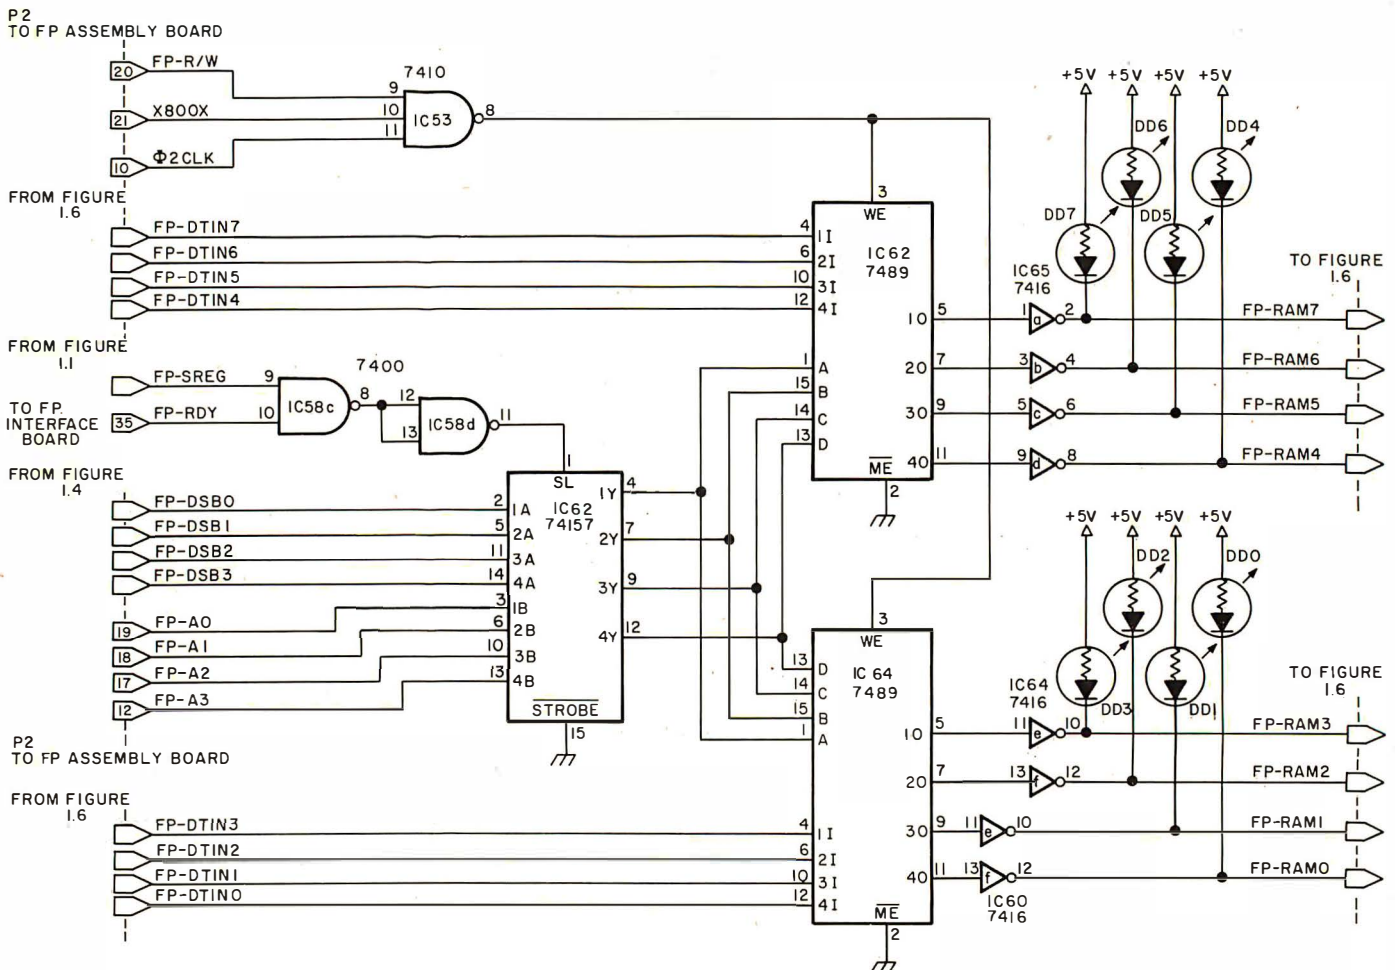 P2
TO FP ASSEMBLY BOARD
20 FP-R/W
21 X800X
10 Φ2CLK
7410
9
10
11
IC53
8
FROM FIGURE
1.6
FP-DTIN7
FP-DTIN6
FP-DTIN5
FP-DTIN4
4 1I
6 2I
10 3I
12 4I
3
WE
IC62
7489
1O 5
2O 7
3O 9
4O 11
1 A
15 B
14 C
13 D
ME
2
+5V +5V +5V +5V
DD6 DD4
DD7 DD5
IC65
7416
1 a 2
3 b 4
5 c 6
9 d 8
TO FIGURE
1.6
FP-RAM7
FP-RAM6
FP-RAM5
FP-RAM4
FROM FIGURE
1.1
FP-SREG
TO FP.
INTERFACE
BOARD
35 FP-RDY
7400
9
10
IC58c
8
12
13
IC58d
11
FROM FIGURE
1.4
FP-DSB0
FP-DSB1
FP-DSB2
FP-DSB3
19 FP-A0
18 FP-A1
17 FP-A2
12 FP-A3
P2
TO FP ASSEMBLY BOARD
1
SL
IC62
74157
2 1A
5 2A
11 3A
14 4A
3 1B
6 2B
10 3B
13 4B
1Y 4
2Y 7
3Y 9
4Y 12
STROBE
15
FROM FIGURE
1.6
FP-DTIN3
FP-DTIN2
FP-DTIN1
FP-DTIN0
3
WE
IC 64
7489
13 D
14 C
15 B
1 A
4 1I
6 2I
10 3I
12 4I
1O 5
2O 7
3O 9
4O 11
ME
2
+5V +5V +5V +5V
DD2 DD0
DD3 DD1
IC64
7416
11 e 10
13 f 12
11 e 10
13 f 12
IC60
7416
TO FIGURE
1.6
FP-RAM3
FP-RAM2
FP-RAM1
FP-RAM0